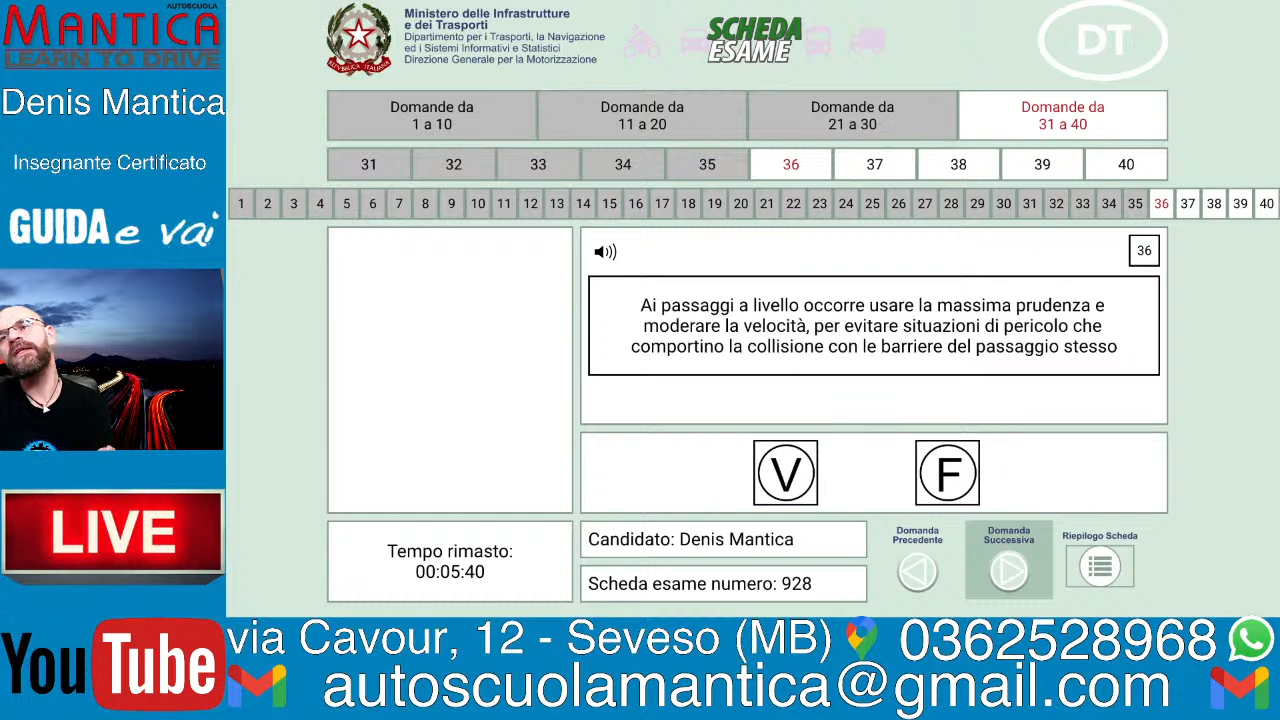 AUTOSCUOLA
MANTICA
LEARN TO DRIVE
Denis Mantica
Insegnante Certificato
GUIDA e vai
LIVE
YouTube
Ministero delle Infrastrutture
e dei Trasporti
Dipartimento per i Trasporti, la Navigazione
ed i Sistemi Informativi e Statistici
Direzione Generale per la Motorizzazione
REPVBBLICA ITALIANA
SCHEDA
ESAME
DT
Domande da
1 a 10
Domande da
11 a 20
Domande da
21 a 30
Domande da
31 a 40
31 32 33 34 35 36 37 38 39 40
1 2 3 4 5 6 7 8 9 10 11 12 13 14 15 16 17 18 19 20 21 22 23 24 25 26 27 28 29 30 31 32 33 34 35 36 37 38 39 40
36
Ai passaggi a livello occorre usare la massima prudenza e
moderare la velocità, per evitare situazioni di pericolo che
comportino la collisione con le barriere del passaggio stesso
V F
Tempo rimasto:
00:05:40
Candidato: Denis Mantica
Scheda esame numero: 928
Domanda
Precedente
Domanda
Successiva
Riepilogo Scheda
via Cavour, 12 - Seveso (MB) 0362528968
autoscuolamantica@gmail.com